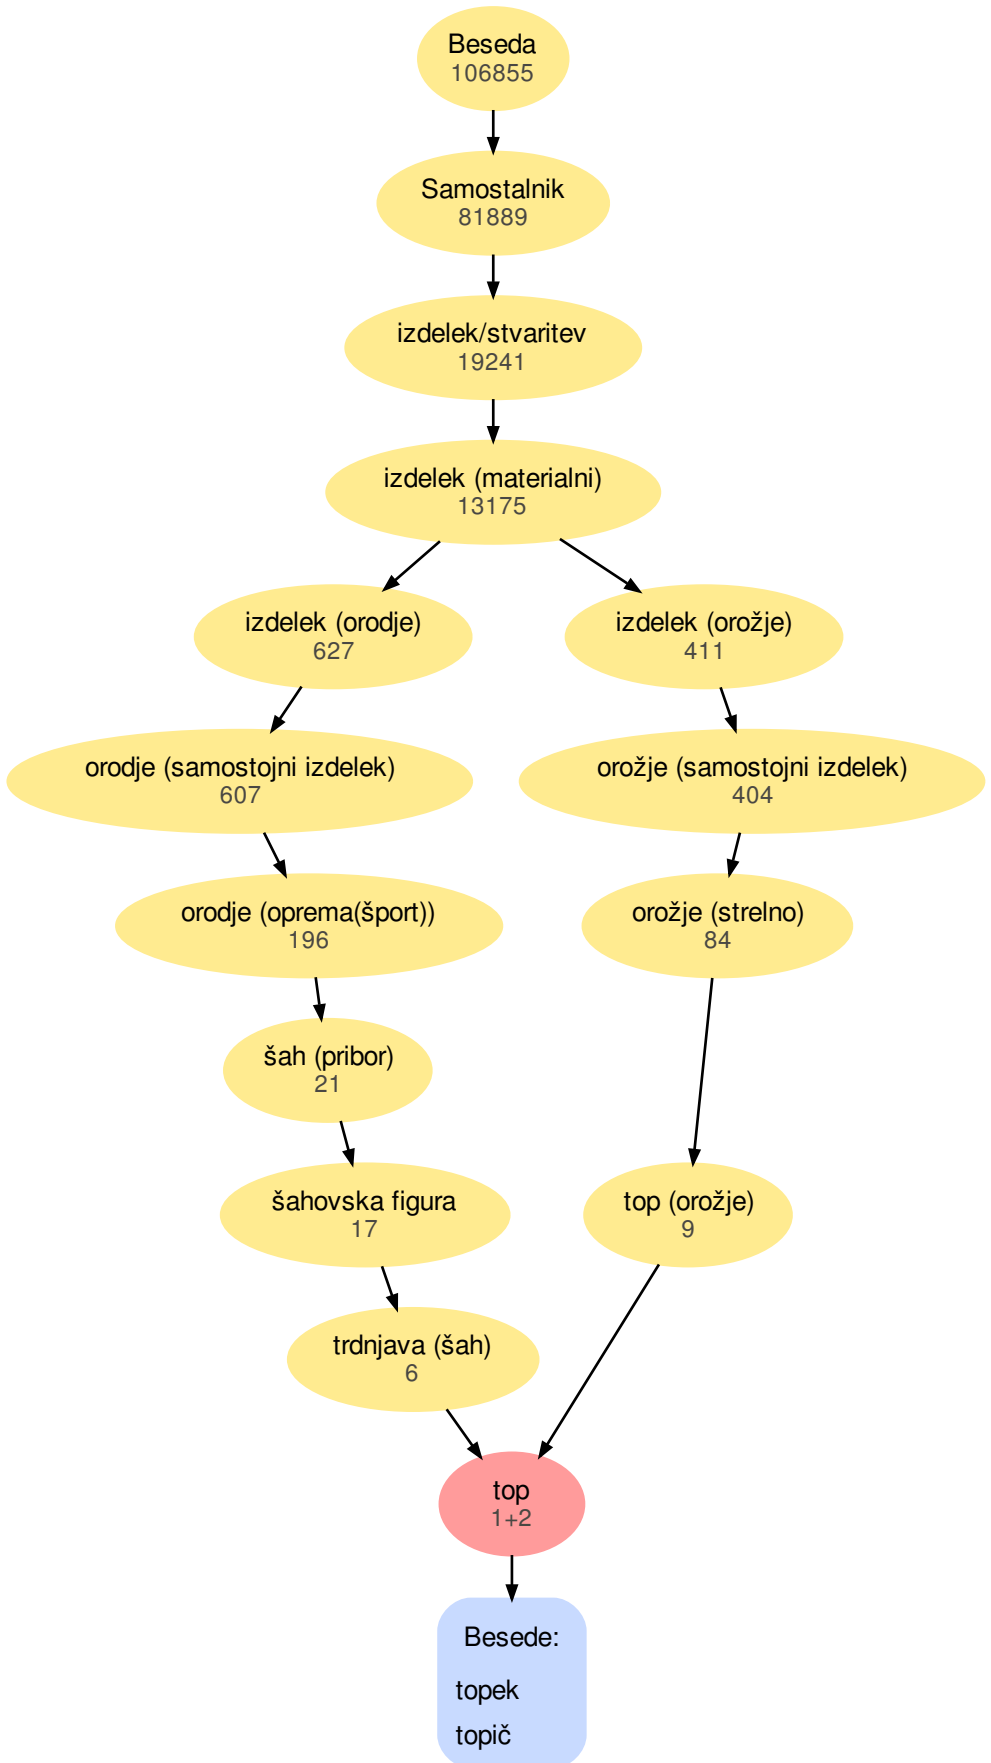 Beseda
106855
Samostalnik
81889
izdelek/stvaritev
19241
izdelek (materialni)
13175
izdelek (orodje)
627
izdelek (orožje)
411
orodje (samostojni izdelek)
607
orožje (samostojni izdelek)
404
orodje (oprema(šport))
196
orožje (strelno)
84
šah (pribor)
21
šahovska figura
17
top (orožje)
9
trdnjava (šah)
6
top
1+2
Besede:
topek
topič